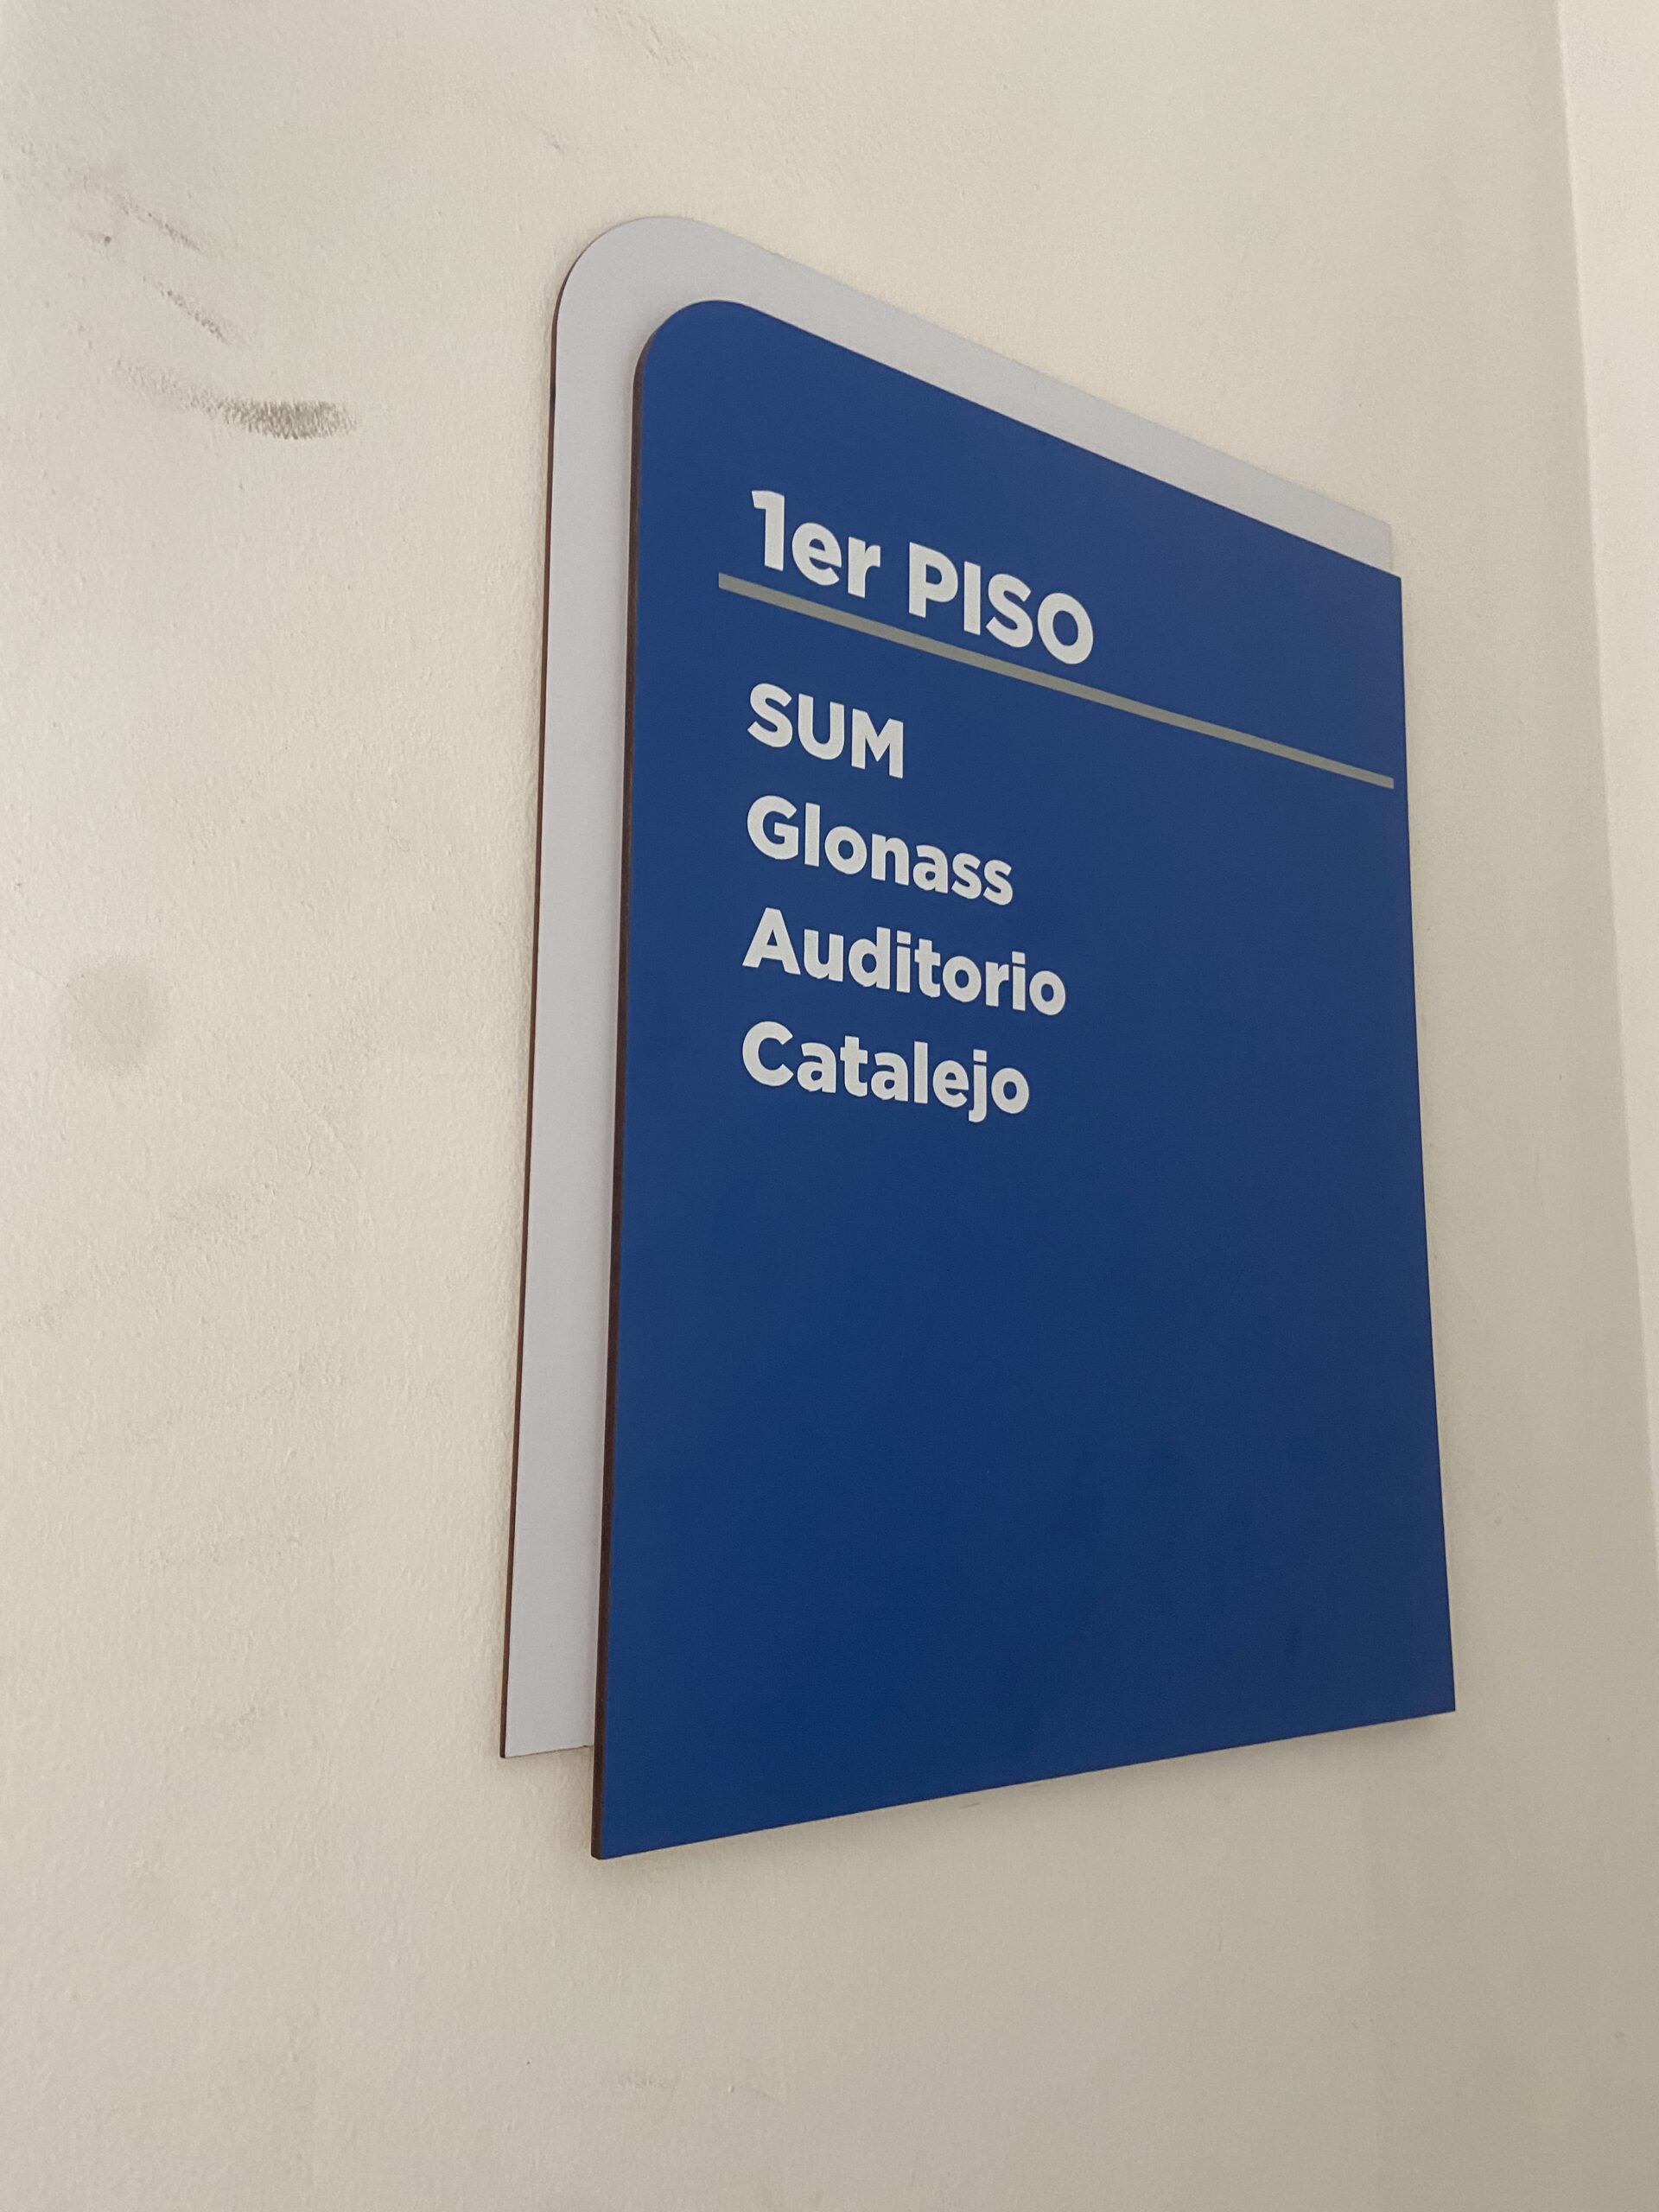 1er PISO
SUM
Glonass
Auditorio
Catalejo